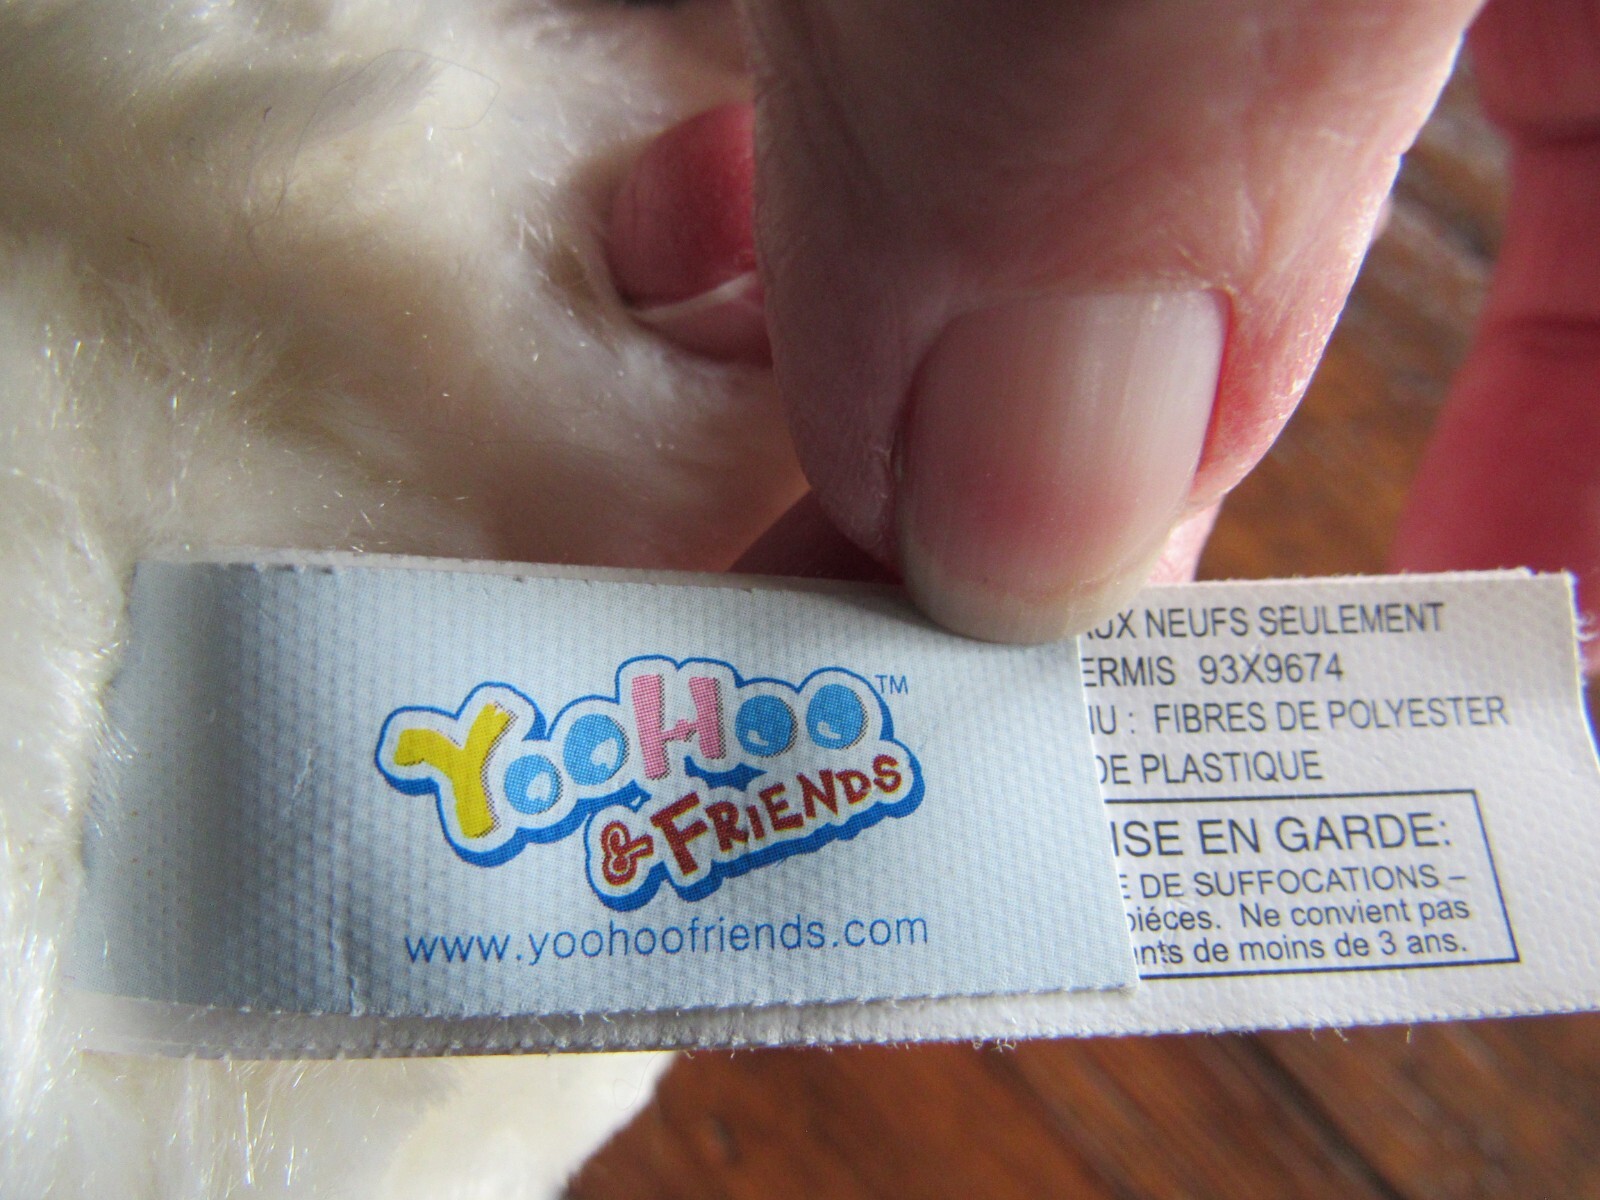 YooHoo™
& FRIENDS
www.yoohoofriends.com
NEUFS SEULEMENT
93X9674
: FIBRES DE POLYESTER
DE PLASTIQUE
EN GARDE:
DE SUFFOCATIONS –
piéces. Ne convient pas
de moins de 3 ans.